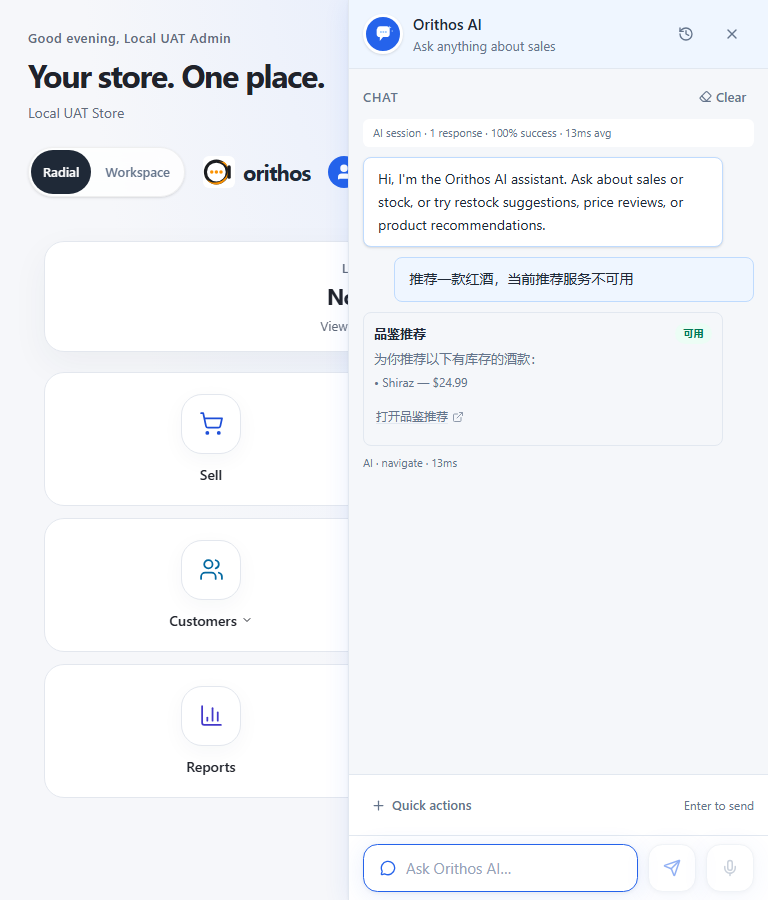 Good evening, Local UAT Admin
Your store. One place.
Local UAT Store
Radial
Workspace
orithos
View
Sell
Customers
Reports
Orithos AI
Ask anything about sales
CHAT
Clear
AI session · 1 response · 100% success · 13ms avg
Hi, I'm the Orithos AI assistant. Ask about sales or
stock, or try restock suggestions, price reviews, or
product recommendations.
推荐一款红酒，当前推荐服务不可用
品鉴推荐
可用
为你推荐以下有库存的酒款：
• Shiraz — $24.99
打开品鉴推荐
AI · navigate · 13ms
+ Quick actions
Enter to send
Ask Orithos AI...